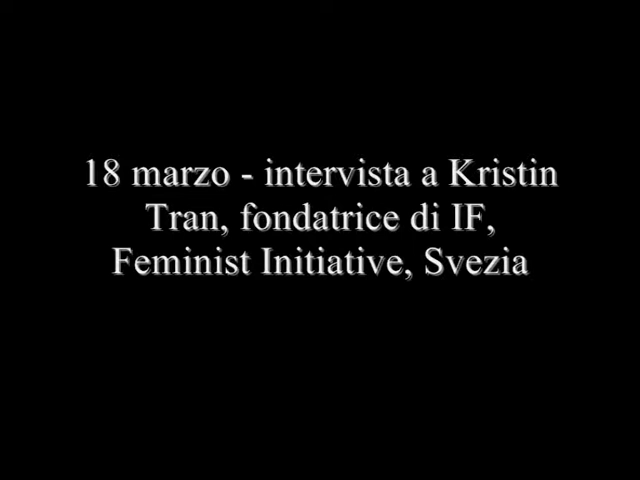 18 marzo - intervista a Kristin
Tran, fondatrice di IF,
Feminist Initiative, Svezia